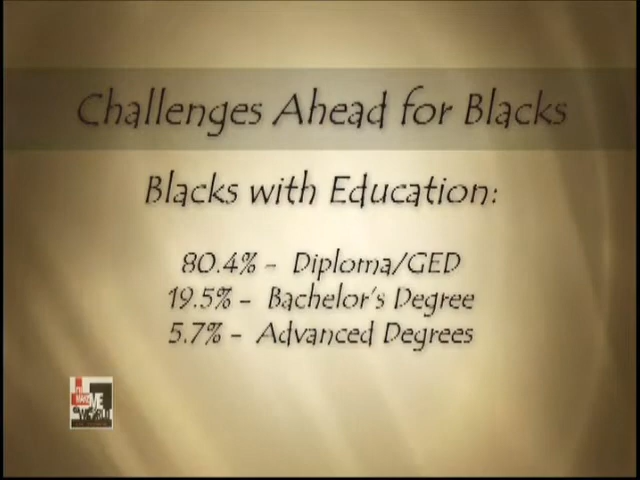 Challenges Ahead for Blacks
Blacks with Education:
80.4% - Diploma/GED
19.5% - Bachelor's Degree
5.7% - Advanced Degrees